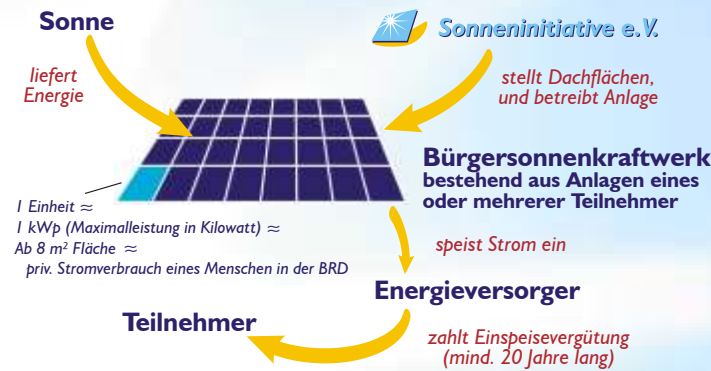 Sonne
Sonneninitiative e.V.
liefert
Energie
stellt Dachflächen,
und betreibt Anlage
Bürgersonnenkraftwerk
bestehend aus Anlagen eines
oder mehrerer Teilnehmer
1 Einheit ≈
1 kWp (Maximalleistung in Kilowatt) ≈
Ab 8 m² Fläche ≈
priv. Stromverbrauch eines Menschen in der BRD
speist Strom ein
Energieversorger
Teilnehmer
zahlt Einspeisevergütung
(mind. 20 Jahre lang)